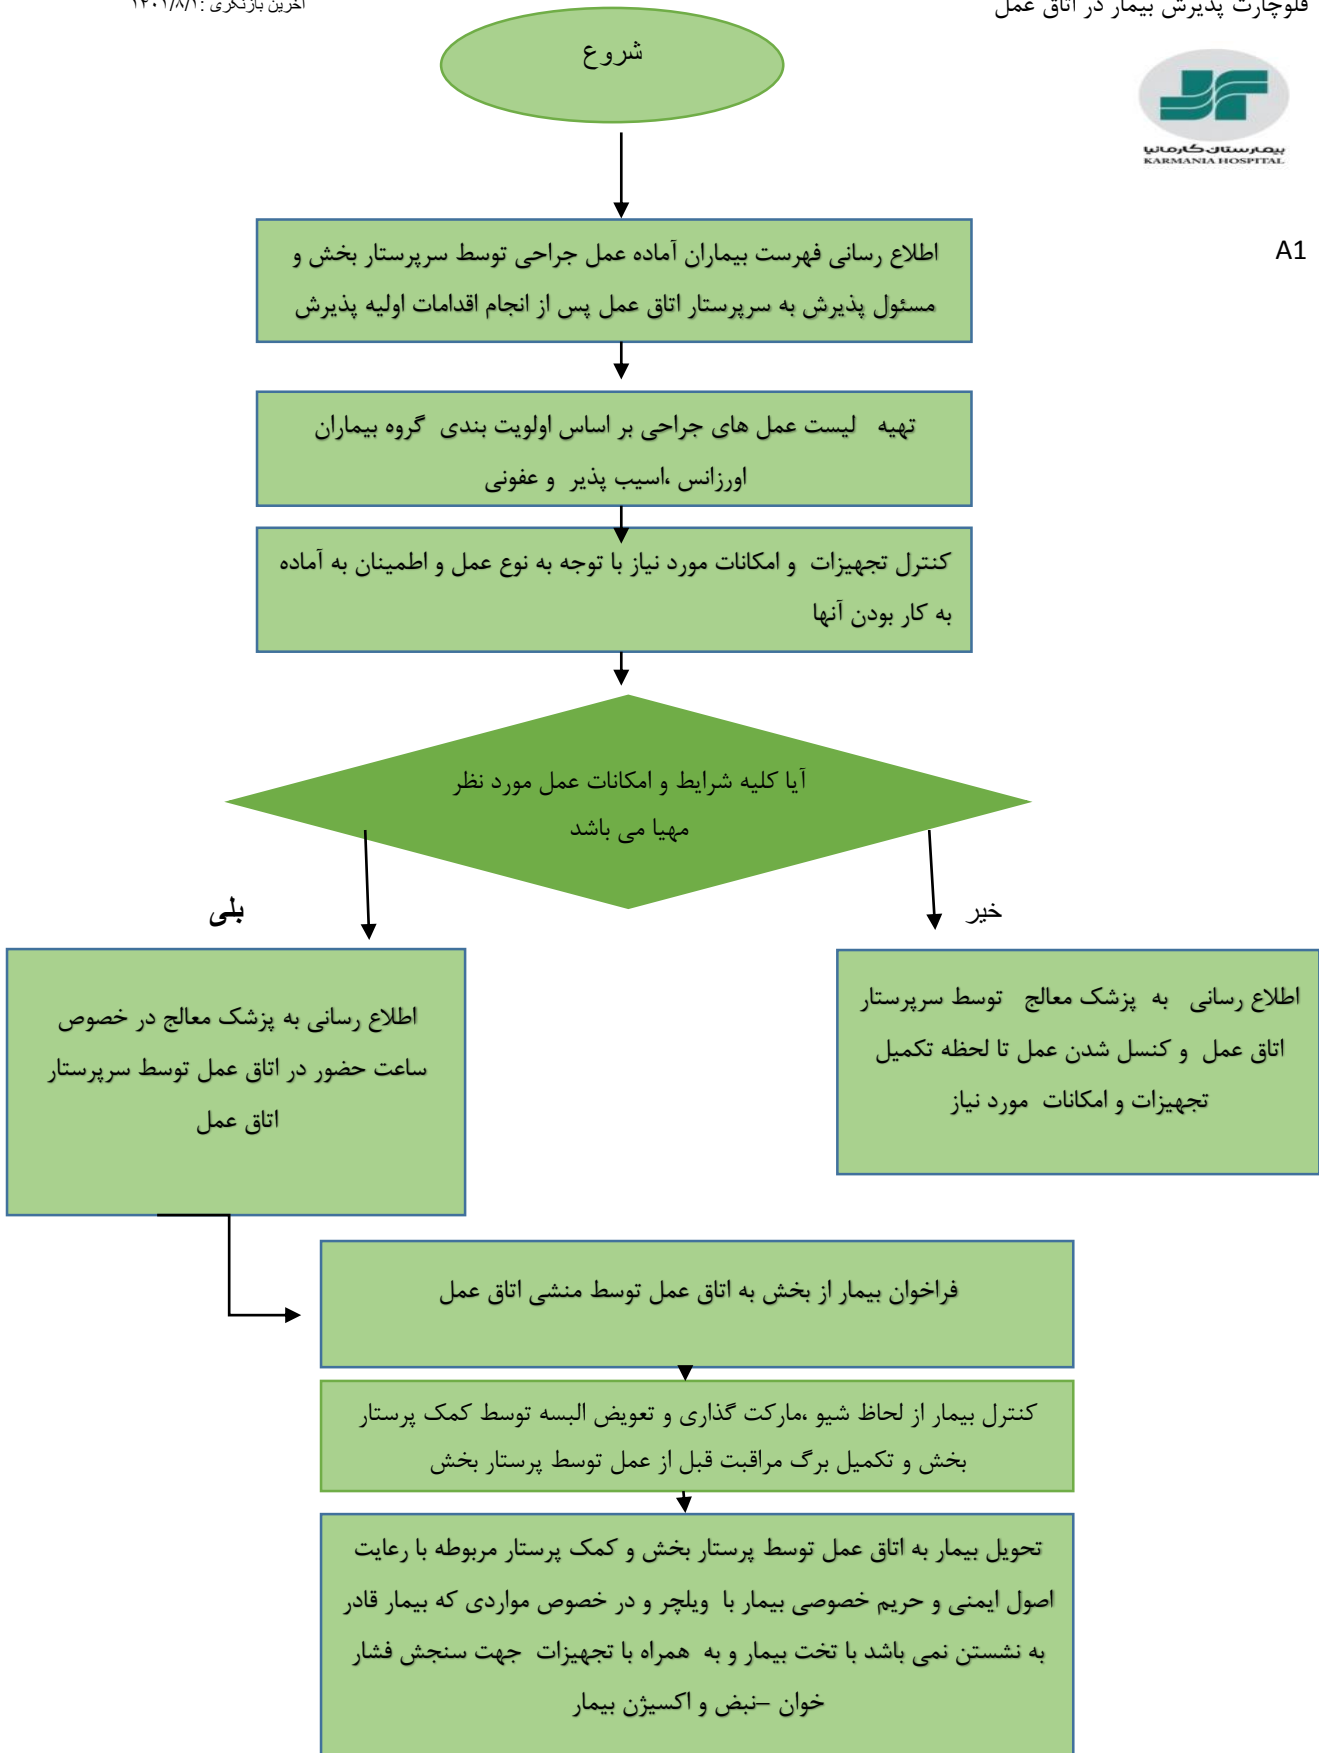 فلوچارت پذیرش بیمار در اتاق عمل
آخرین بازنگری :۱۴۰۱/۸/۱
شروع
بیمارستان کارمانیا
KARMANIA HOSPITAL
A1
اطلاع رسانی فهرست بیماران آماده عمل جراحی توسط سرپرستار بخش و
مسئول پذیرش به سرپرستار اتاق عمل پس از انجام اقدامات اولیه پذیرش
تهیه لیست عمل های جراحی بر اساس اولویت بندی گروه بیماران
اورزانس ،اسیب پذیر و عفونی
کنترل تجهیزات و امکانات مورد نیاز با توجه به نوع عمل و اطمینان به آماده
به کار بودن آنها
آیا کلیه شرایط و امکانات عمل مورد نظر
مهیا می باشد
خیر
بلی
اطلاع رسانی به پزشک معالج توسط سرپرستار
اتاق عمل و کنسل شدن عمل تا لحظه تکمیل
تجهیزات و امکانات مورد نیاز
اطلاع رسانی به پزشک معالج در خصوص
ساعت حضور در اتاق عمل توسط سرپرستار
اتاق عمل
فراخوان بیمار از بخش به اتاق عمل توسط منشی اتاق عمل
کنترل بیمار از لحاظ شیو ،مارکت گذاری و تعویض البسه توسط کمک پرستار
بخش و تکمیل برگ مراقبت قبل از عمل توسط پرستار بخش
تحویل بیمار به اتاق عمل توسط پرستار بخش و کمک پرستار مربوطه با رعایت
اصول ایمنی و حریم خصوصی بیمار با ویلچر و در خصوص مواردی که بیمار قادر
به نشستن نمی باشد با تخت بیمار و به همراه با تجهیزات جهت سنجش فشار
خوان –نبض و اکسیژن بیمار